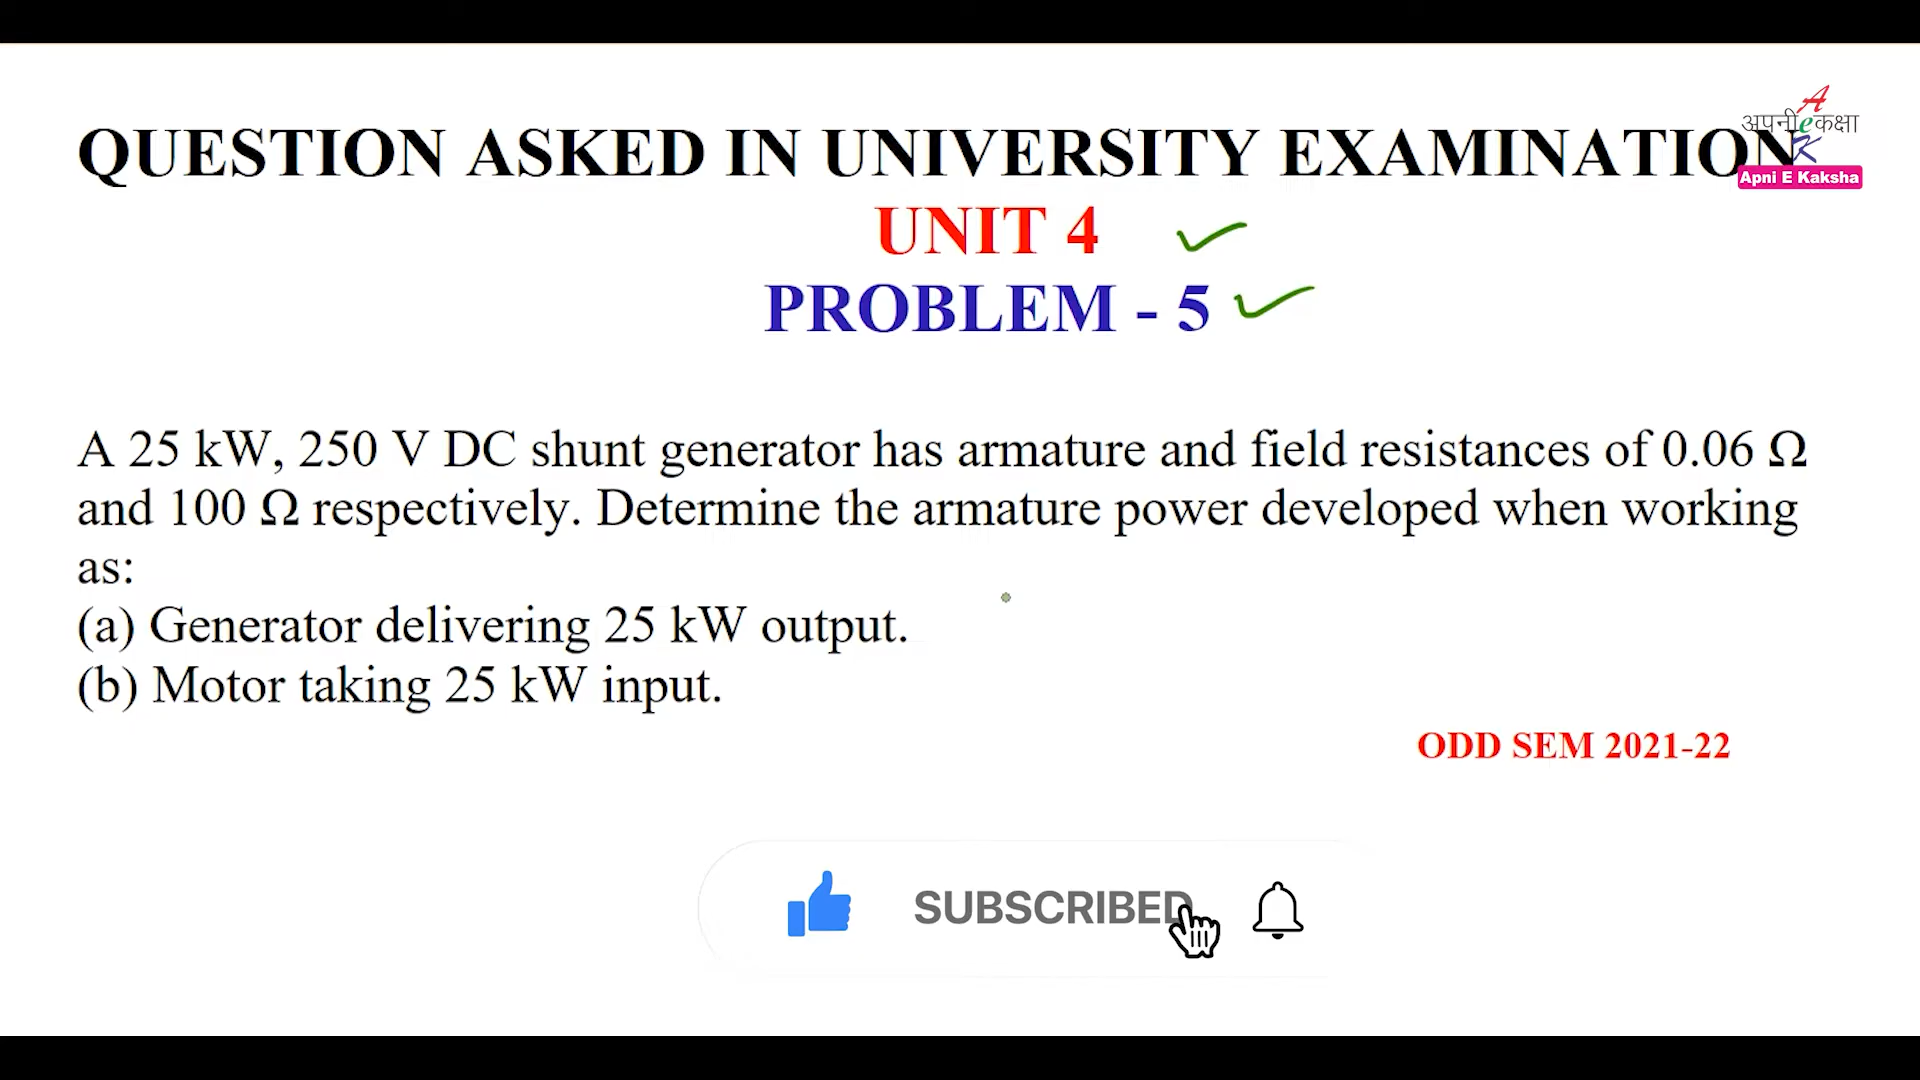 QUESTION ASKED IN UNIVERSITY EXAMINATION
अपनी e कक्षा
Apni E Kaksha
UNIT 4
PROBLEM - 5
A 25 kW, 250 V DC shunt generator has armature and field resistances of 0.06 Ω
and 100 Ω respectively. Determine the armature power developed when working
as:
(a) Generator delivering 25 kW output.
(b) Motor taking 25 kW input.
ODD SEM 2021-22
SUBSCRIBED